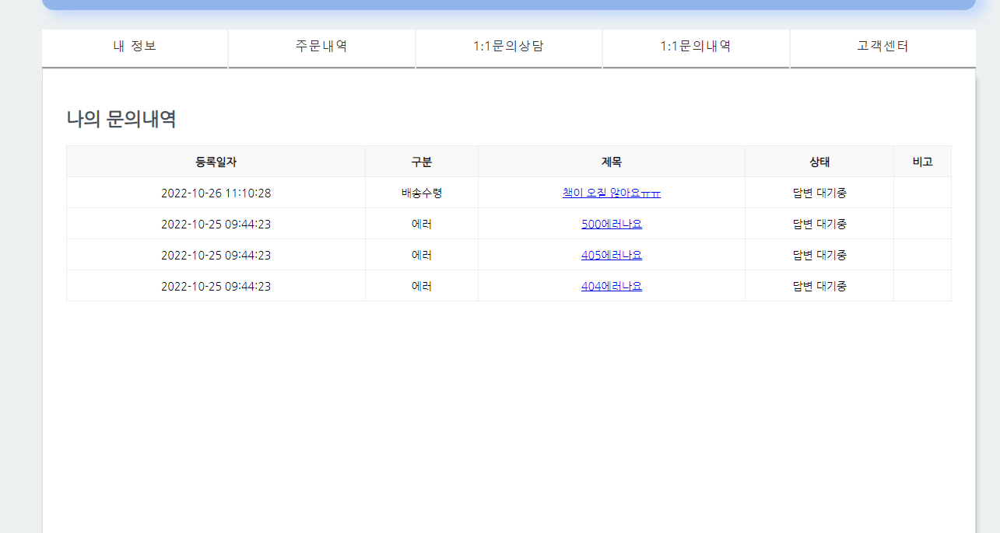 내 정보 주문내역 1:1문의상담 1:1문의내역 고객센터
나의 문의내역
등록일자 구분 제목 상태 비고
2022-10-26 11:10:28 배송수령 책이 오질 않아요ㅠㅠ 답변 대기중
2022-10-25 09:44:23 에러 500에러나요 답변 대기중
2022-10-25 09:44:23 에러 405에러나요 답변 대기중
2022-10-25 09:44:23 에러 404에러나요 답변 대기중